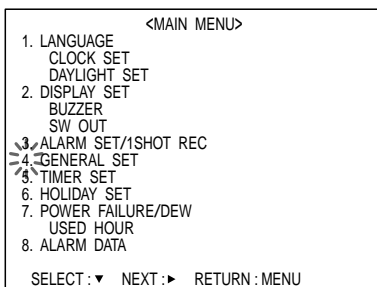 <MAIN MENU>
1. LANGUAGE
CLOCK SET
DAYLIGHT SET
2. DISPLAY SET
BUZZER
SW OUT
3. ALARM SET/1SHOT REC
4. GENERAL SET
5. TIMER SET
6. HOLIDAY SET
7. POWER FAILURE/DEW
USED HOUR
8. ALARM DATA
SELECT : ▼ NEXT : ► RETURN : MENU